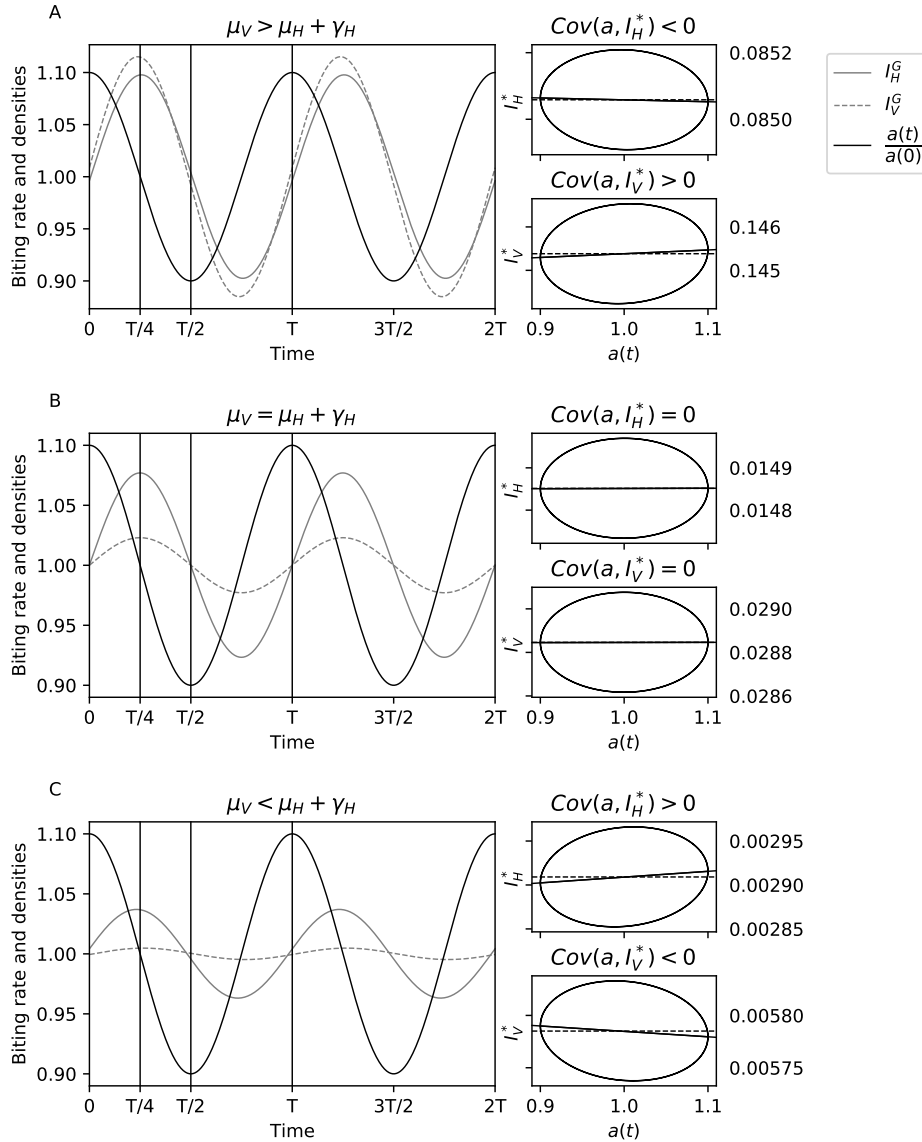 A
μ_V > μ_H + γ_H
Biting rate and densities
1.10
1.05
1.00
0.95
0.90
0 T/4 T/2 T 3T/2 2T
Time
Cov(a, I_H^*) < 0
I_H^*
0.0852
0.0850
Cov(a, I_V^*) > 0
I_V^*
0.146
0.145
0.9 1.0 1.1
a(t)
I_H^G
I_V^G
a(t)
a(0)
B
μ_V = μ_H + γ_H
Biting rate and densities
1.10
1.05
1.00
0.95
0.90
0 T/4 T/2 T 3T/2 2T
Time
Cov(a, I_H^*) = 0
I_H^*
0.0149
0.0148
Cov(a, I_V^*) = 0
I_V^*
0.0290
0.0288
0.0286
0.9 1.0 1.1
a(t)
C
μ_V < μ_H + γ_H
Biting rate and densities
1.10
1.05
1.00
0.95
0.90
0 T/4 T/2 T 3T/2 2T
Time
Cov(a, I_H^*) > 0
I_H^*
0.00295
0.00290
0.00285
Cov(a, I_V^*) < 0
I_V^*
0.00580
0.00575
0.9 1.0 1.1
a(t)